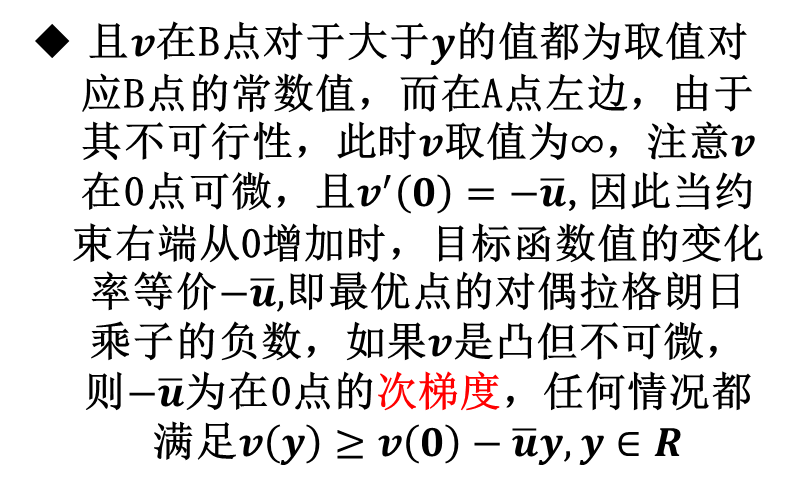 ◆ 且𝒗在B点对于大于𝒚的值都为取值对
应B点的常数值，而在A点左边，由于
其不可行性，此时𝒗取值为∞，注意𝒗
在0点可微，且𝒗′(𝟎) = −𝒖̅, 因此当约
束右端从0增加时，目标函数值的变化
率等价−𝒖̅,即最优点的对偶拉格朗日
乘子的负数，如果𝒗是凸但不可微，
则−𝒖̅为在0点的次梯度，任何情况都
满足𝒗(𝒚) ≥ 𝒗(𝟎) − 𝒖̅𝒚, 𝒚 ∈ 𝑹